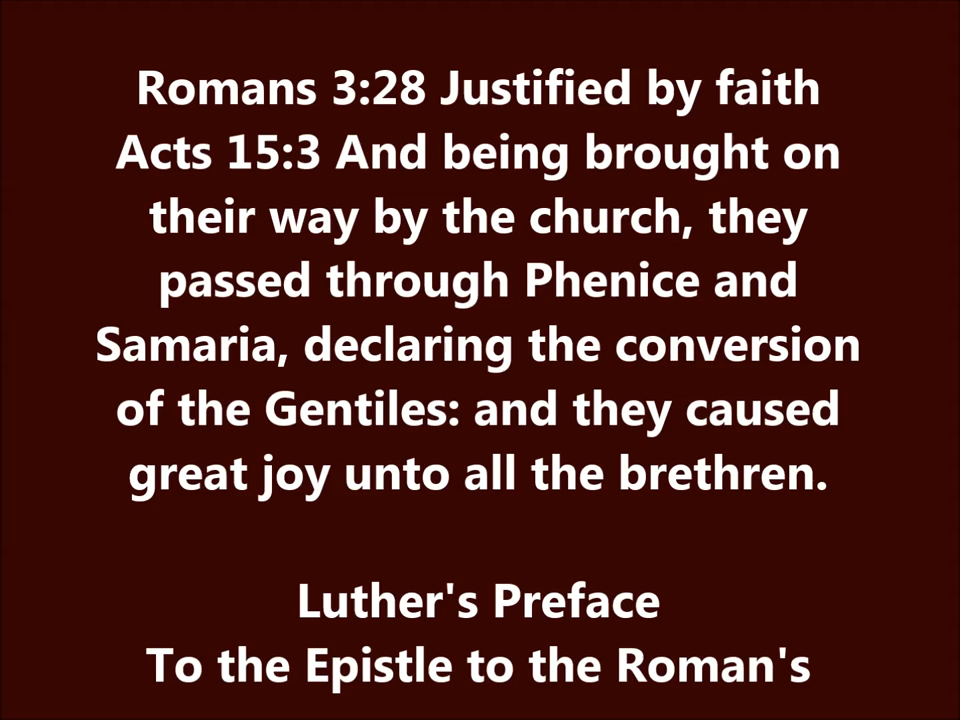 Romans 3:28 Justified by faith
Acts 15:3 And being brought on
their way by the church, they
passed through Phenice and
Samaria, declaring the conversion
of the Gentiles: and they caused
great joy unto all the brethren.
Luther's Preface
To the Epistle to the Roman's